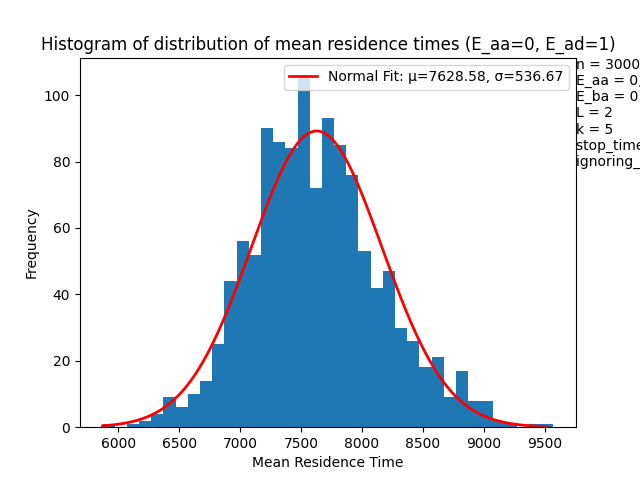 Histogram of distribution of mean residence times (E_aa=0, E_ad=1)
Normal Fit: μ=7628.58, σ=536.67
n = 3000
E_aa = 0,
E_ba = 0
L = 2
k = 5
stop_time
ignoring_
Frequency
100
80
60
40
20
0
6000 6500 7000 7500 8000 8500 9000 9500
Mean Residence Time